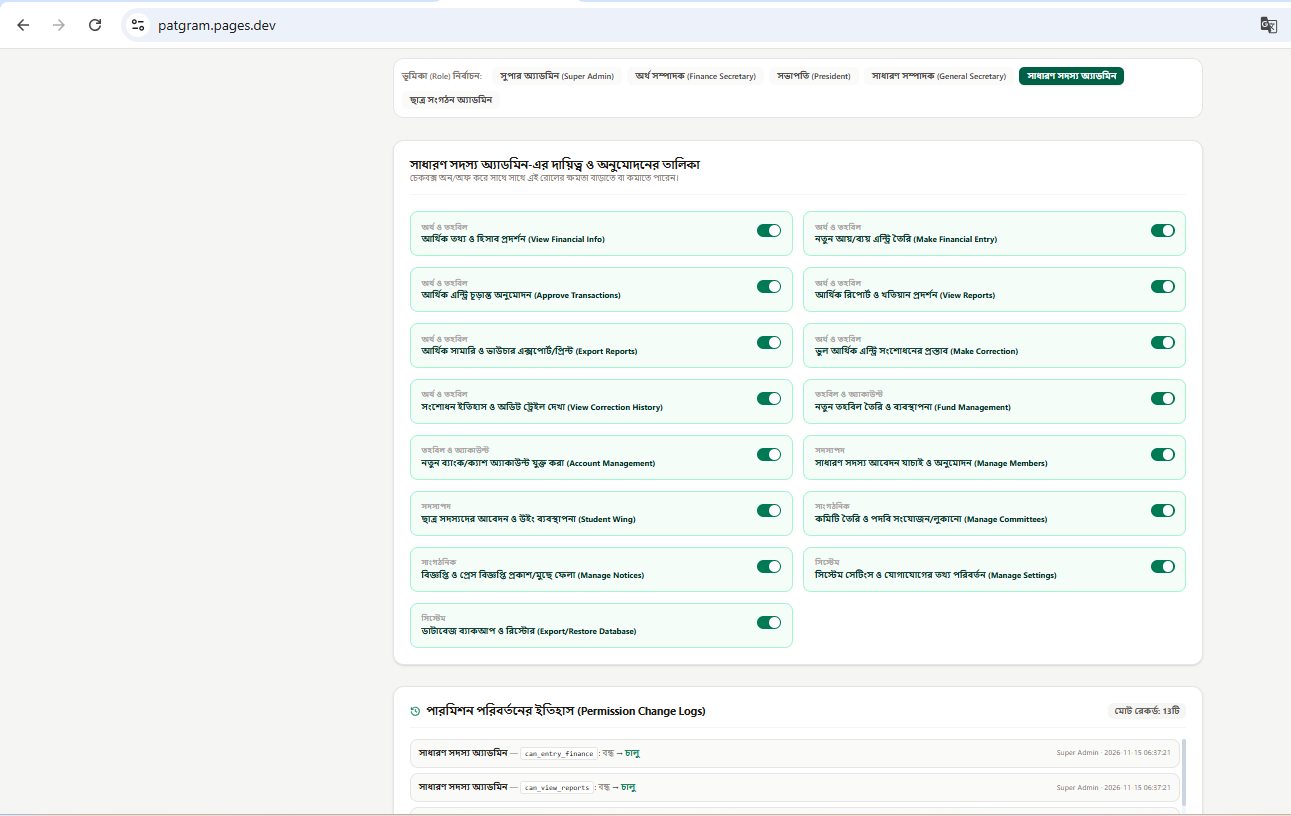 patgram.pages.dev
ভূমিকা (Role) নির্বাচন: সুপার অ্যাডমিন (Super Admin) অর্থ সম্পাদক (Finance Secretary) সভাপতি (President) সাধারণ সম্পাদক (General Secretary) সাধারণ সদস্য অ্যাডমিন
ছাত্র সংগঠন অ্যাডমিন
সাধারণ সদস্য অ্যাডমিন-এর দায়িত্ব ও অনুমোদনের তালিকা
চেকবক্স অন/অফ করে সাথে সাথে এই রোলের ক্ষমতা বাড়াতে বা কমাতে পারেন।
অর্থ ও তহবিল
আর্থিক তথ্য ও হিসাব প্রদর্শন (View Financial Info)
অর্থ ও তহবিল
নতুন আয়/ব্যয় এন্ট্রি তৈরি (Make Financial Entry)
অর্থ ও তহবিল
আর্থিক এন্ট্রি চূড়ান্ত অনুমোদন (Approve Transactions)
অর্থ ও তহবিল
আর্থিক রিপোর্ট ও খতিয়ান প্রদর্শন (View Reports)
অর্থ ও তহবিল
আর্থিক সামারি ও ভাউচার এক্সপোর্ট/প্রিন্ট (Export Reports)
অর্থ ও তহবিল
ভুল আর্থিক এন্ট্রি সংশোধনের প্রস্তাব (Make Correction)
অর্থ ও তহবিল
সংশোধন ইতিহাস ও অডিট ট্রেইল দেখা (View Correction History)
তহবিল ও অ্যাকাউন্ট
নতুন তহবিল তৈরি ও ব্যবস্থাপনা (Fund Management)
তহবিল ও অ্যাকাউন্ট
নতুন ব্যাংক/ক্যাশ অ্যাকাউন্ট যুক্ত করা (Account Management)
সদস্যপদ
সাধারণ সদস্য আবেদন যাচাই ও অনুমোদন (Manage Members)
সদস্যপদ
ছাত্র সদস্যদের আবেদন ও উইং ব্যবস্থাপনা (Student Wing)
সাংগঠনিক
কমিটি তৈরি ও পদবি সংযোজন/লুকানো (Manage Committees)
সাংগঠনিক
বিজ্ঞপ্তি ও প্রেস বিজ্ঞপ্তি প্রকাশ/মুছে ফেলা (Manage Notices)
সিস্টেম
সিস্টেম সেটিংস ও যোগাযোগের তথ্য পরিবর্তন (Manage Settings)
সিস্টেম
ডাটাবেজ ব্যাকআপ ও রিস্টোর (Export/Restore Database)
পারমিশন পরিবর্তনের ইতিহাস (Permission Change Logs) মোট রেকর্ড: 13টি
সাধারণ সদস্য অ্যাডমিন — can_entry_finance : বন্ধ → চালু Super Admin · 2026-11-15 06:37:21
সাধারণ সদস্য অ্যাডমিন — can_view_reports : বন্ধ → চালু Super Admin · 2026-11-15 06:37:21